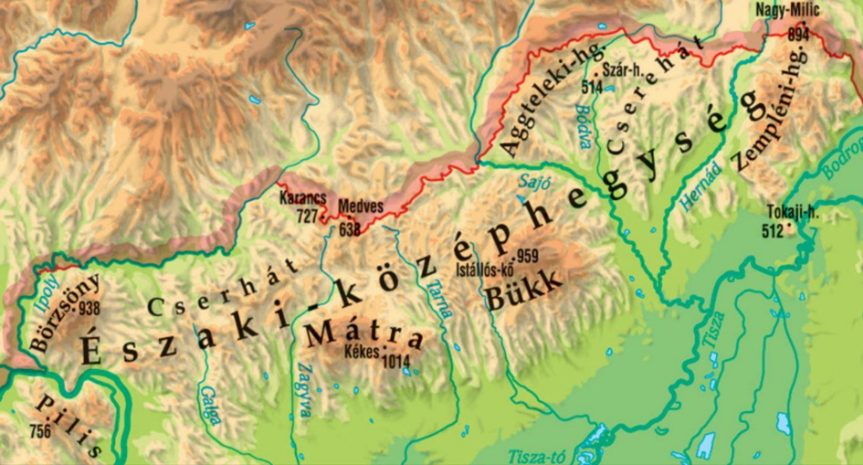 Nagy-Milic
894
Aggteleki-hg.
Szár-h.
514
Cserehát
Bódva
Zempléni-hg.
Hernád
Bodrog
Sajó
Tokaji-h.
512
Karancs
727
Medves
638
Északi-középhegység
Istállós-kő
959
Bükk
Ipoly
Börzsöny
938
Cserhát
Mátra
Kékes
1014
Tarna
Zagyva
Galga
Tisza
Pilis
756
Tisza-tó